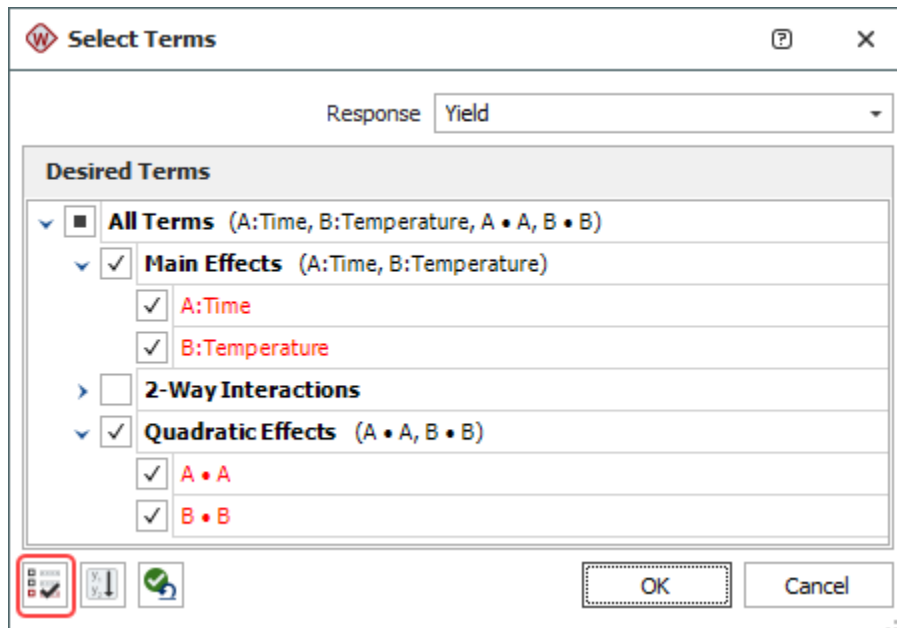 Select Terms
Response Yield
Desired Terms
All Terms (A:Time, B:Temperature, A • A, B • B)
Main Effects (A:Time, B:Temperature)
A:Time
B:Temperature
2-Way Interactions
Quadratic Effects (A • A, B • B)
A • A
B • B
OK Cancel